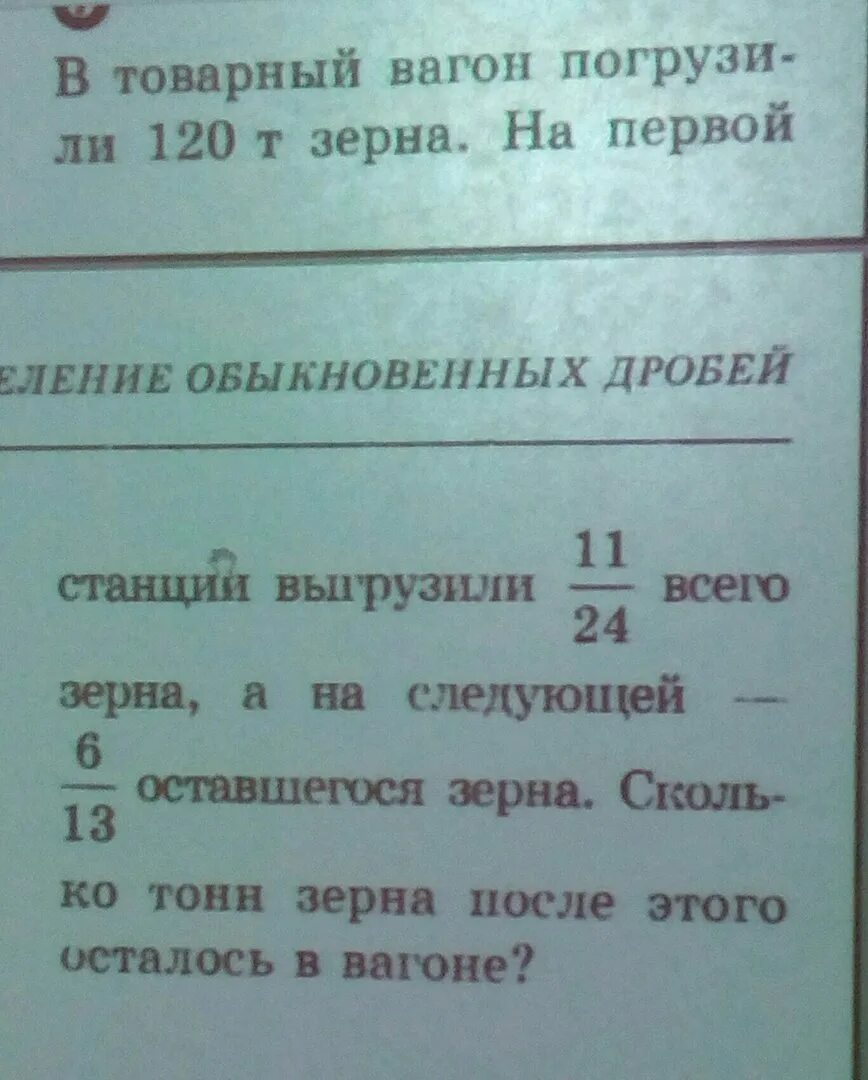 В товарный вагон погрузи-
ли 120 т зерна. На первой
ЕЛЕНИЕ ОБЫКНОВЕННЫХ ДРОБЕЙ
станции выгрузили 11/24 всего
зерна, а на следующей —
6/13 оставшегося зерна. Сколь-
ко тонн зерна после этого
осталось в вагоне?